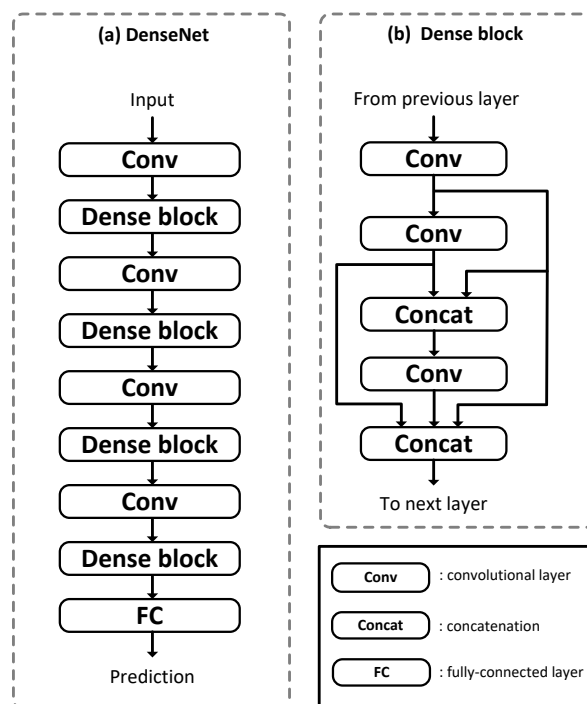 (a) DenseNet
Input
Conv
Dense block
Conv
Dense block
Conv
Dense block
Conv
Dense block
FC
Prediction
(b) Dense block
From previous layer
Conv
Conv
Concat
Conv
Concat
To next layer
Conv : convolutional layer
Concat : concatenation
FC : fully-connected layer